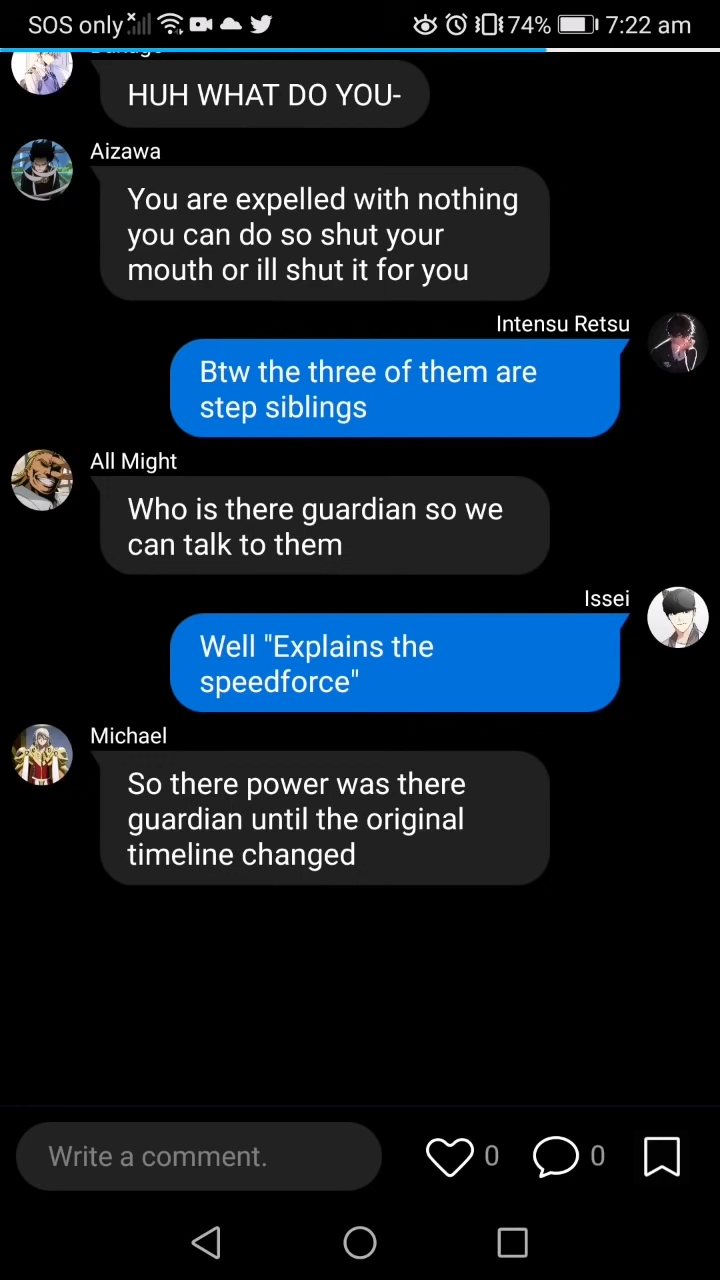 SOS only 74% 7:22 am
HUH WHAT DO YOU-
Aizawa
You are expelled with nothing
you can do so shut your
mouth or ill shut it for you
Intensu Retsu
Btw the three of them are
step siblings
All Might
Who is there guardian so we
can talk to them
Issei
Well "Explains the
speedforce"
Michael
So there power was there
guardian until the original
timeline changed
Write a comment. 0 0